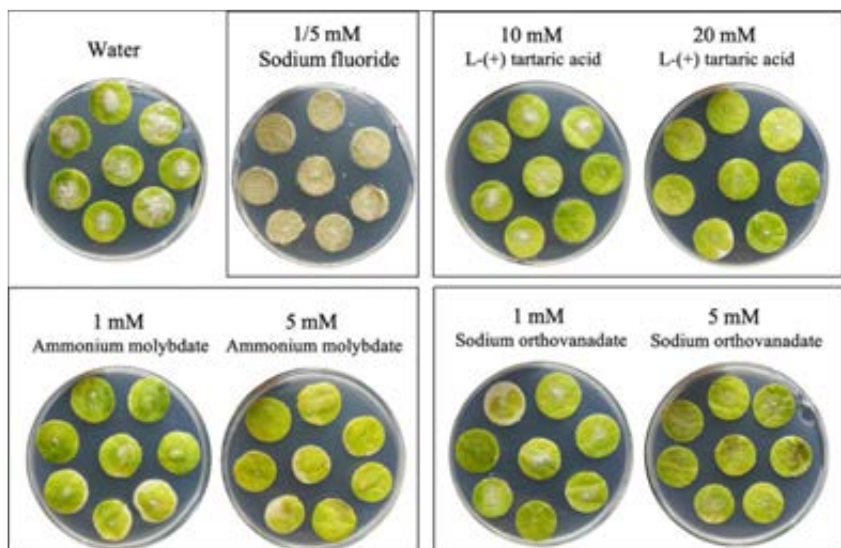 Water
1/5 mM
Sodium fluoride
10 mM
L-(+) tartaric acid
20 mM
L-(+) tartaric acid
1 mM
Ammonium molybdate
5 mM
Ammonium molybdate
1 mM
Sodium orthovanadate
5 mM
Sodium orthovanadate